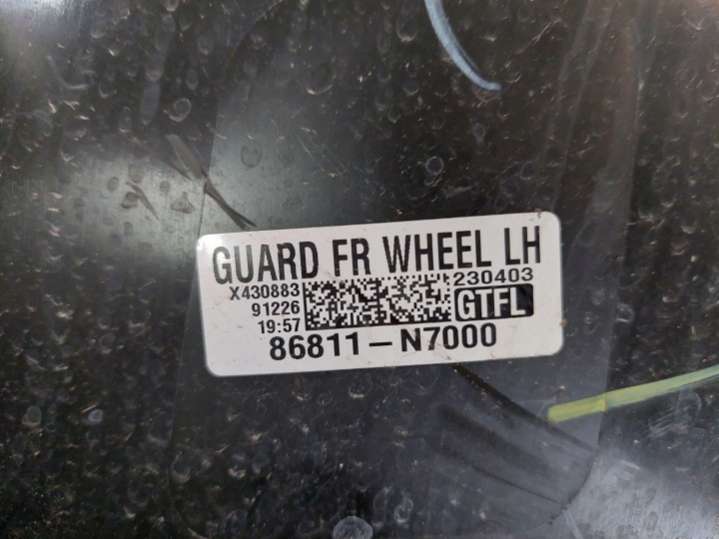 GUARD FR WHEEL LH
X430883
91226
19:57
230403
GTFL
86811-N7000